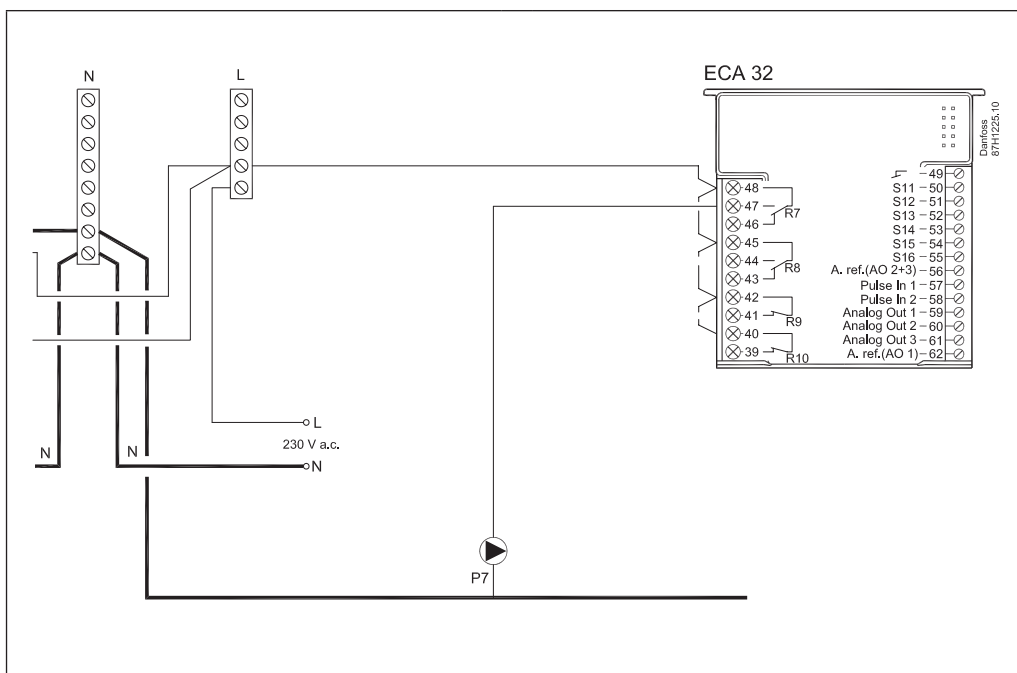 N
L
ECA 32
Danfoss
87H1225.10
48
47
R7
46
45
44
R8
43
42
41
R9
40
39
R10
49
S11 – 50
S12 – 51
S13 – 52
S14 – 53
S15 – 54
S16 – 55
A. ref.(AO 2+3) – 56
Pulse In 1 – 57
Pulse In 2 – 58
Analog Out 1 – 59
Analog Out 2 – 60
Analog Out 3 – 61
A. ref.(AO 1) – 62
L
230 V a.c.
N
N
N
P7